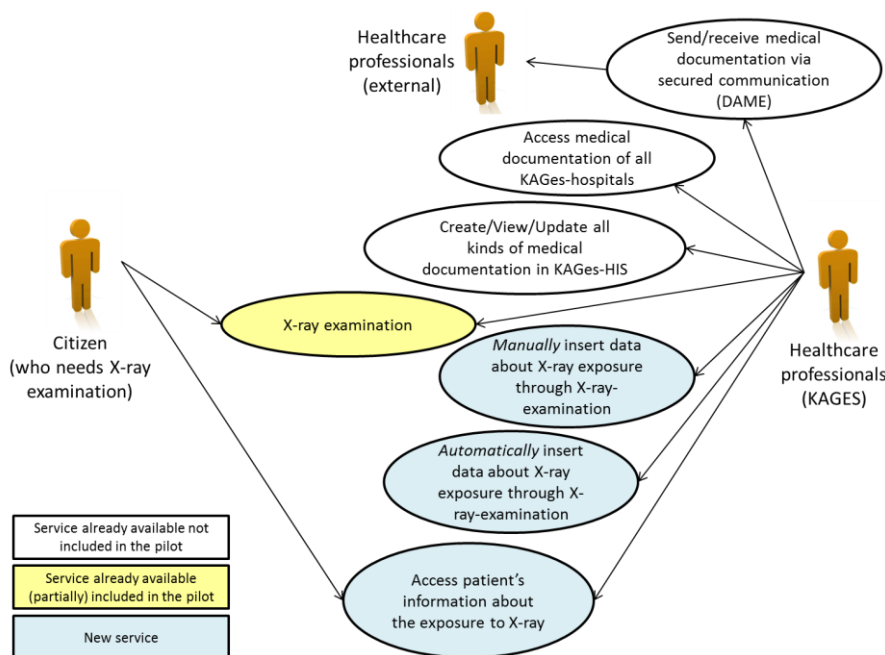 Healthcare
professionals
(external)
Send/receive medical
documentation via
secured communication
(DAME)
Access medical
documentation of all
KAGes-hospitals
Create/View/Update all
kinds of medical
documentation in KAGes-HIS
X-ray examination
Citizen
(who needs X-ray
examination)
Manually insert data
about X-ray exposure
through X-ray-
examination
Healthcare
professionals
(KAGES)
Automatically insert
data about X-ray
exposure through X-
ray-examination
Access patient's
information about
the exposure to X-ray
Service already available not
included in the pilot
Service already available
(partially) included in the pilot
New service